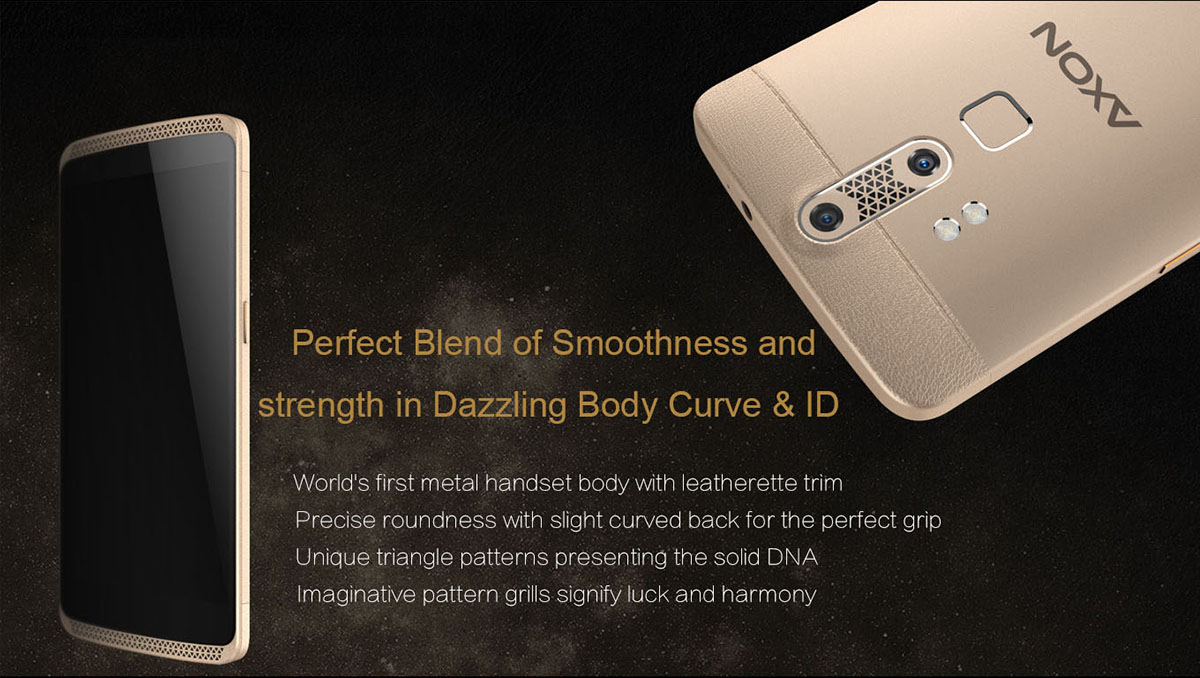 AXON
Perfect Blend of Smoothness and
strength in Dazzling Body Curve & ID
World's first metal handset body with leatherette trim
Precise roundness with slight curved back for the perfect grip
Unique triangle patterns presenting the solid DNA
Imaginative pattern grills signify luck and harmony